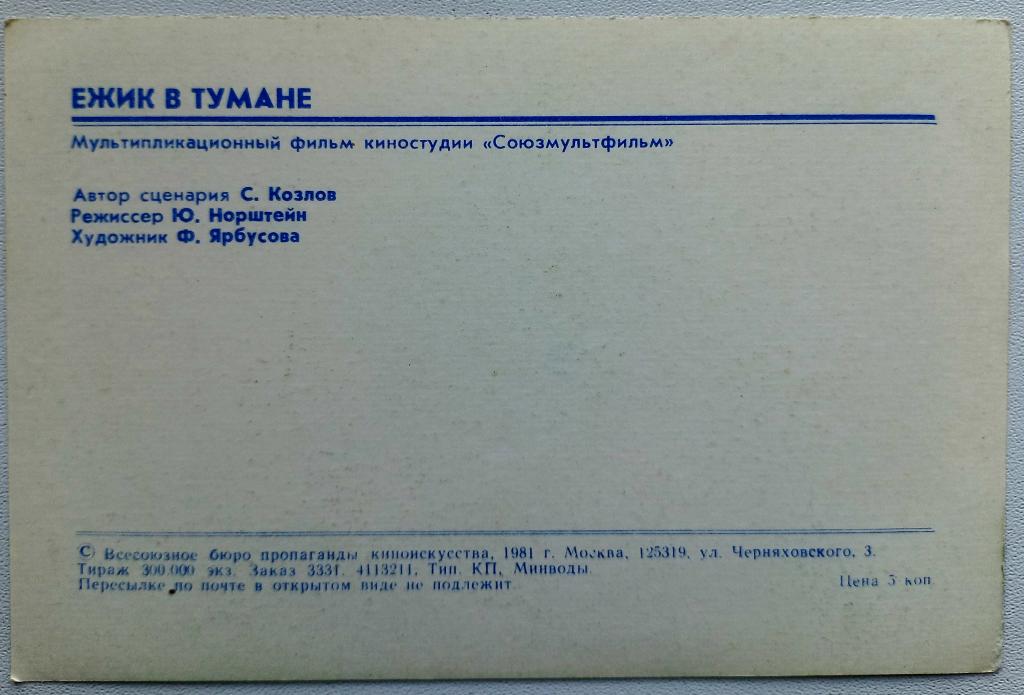 ЕЖИК В ТУМАНЕ
Мультипликационный фильм киностудии «Союзмультфильм»
Автор сценария С. Козлов
Режиссер Ю. Норштейн
Художник Ф. Ярбусова
© Всесоюзное бюро пропаганды киноискусства, 1981 г. Москва, 125319, ул. Черняховского, 3.
Тираж 300.000 экз. Заказ 3331. 4113211, Тип. КП, Минводы.
Пересылке по почте в открытом виде не подлежит.
Цена 5 коп